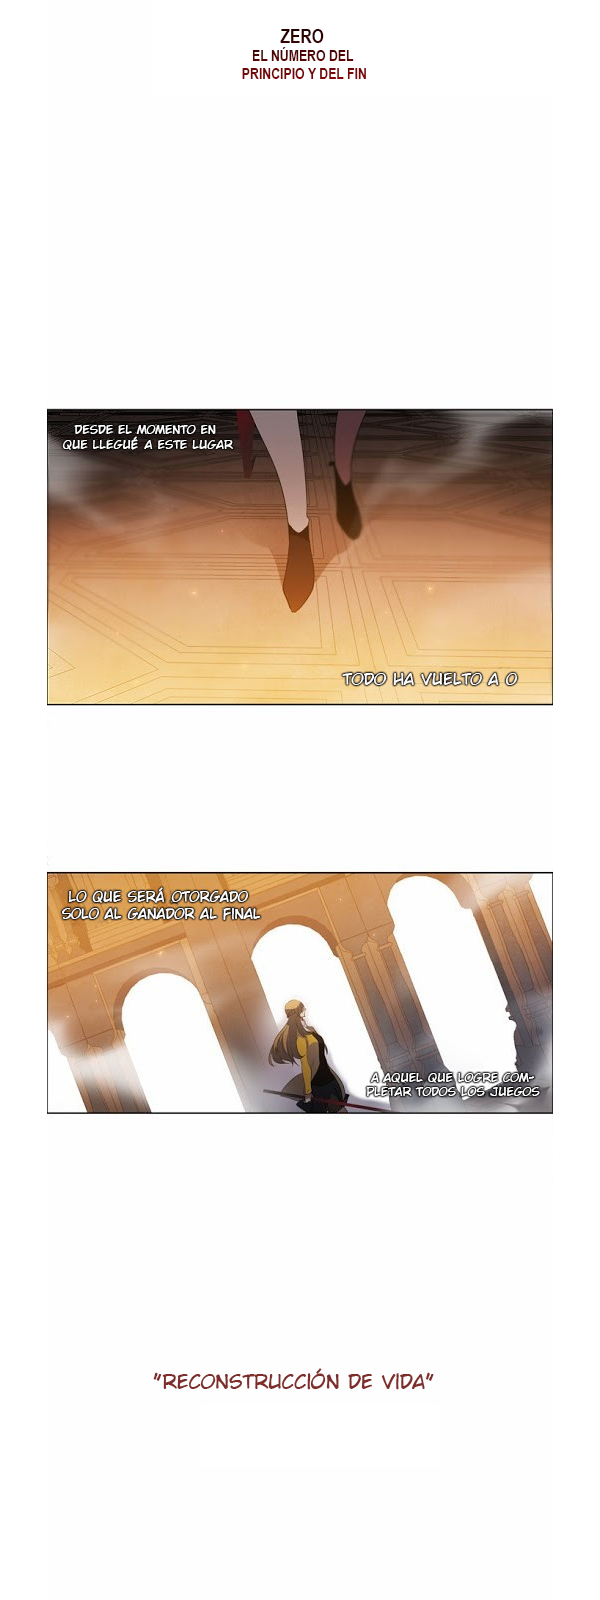 ZERO
EL NÚMERO DEL
PRINCIPIO Y DEL FIN
DESDE EL MOMENTO EN
QUE LLEGUÉ A ESTE LUGAR
TODO HA VUELTO A 0
LO QUE SERÁ OTORGADO
SOLO AL GANADOR AL FINAL
A AQUEL QUE LOGRE COM-
PLETAR TODOS LOS JUEGOS
"RECONSTRUCCIÓN DE VIDA"